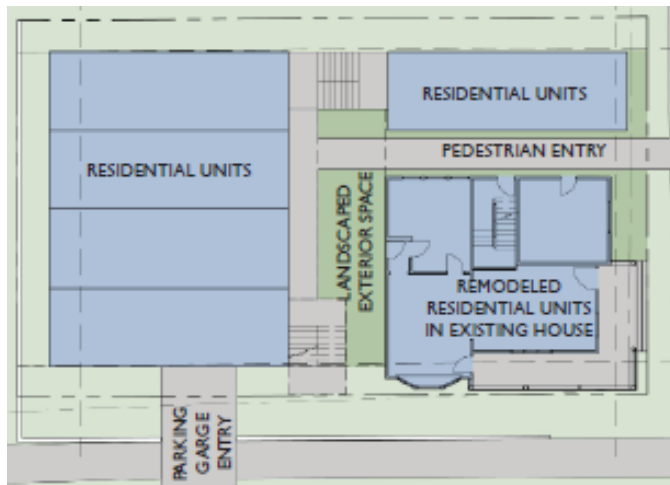 RESIDENTIAL UNITS
PEDESTRIAN ENTRY
RESIDENTIAL UNITS
LANDSCAPED
EXTERIOR SPACE
REMODELED
RESIDENTIAL UNITS
IN EXISTING HOUSE
PARKING
GARGE
ENTRY